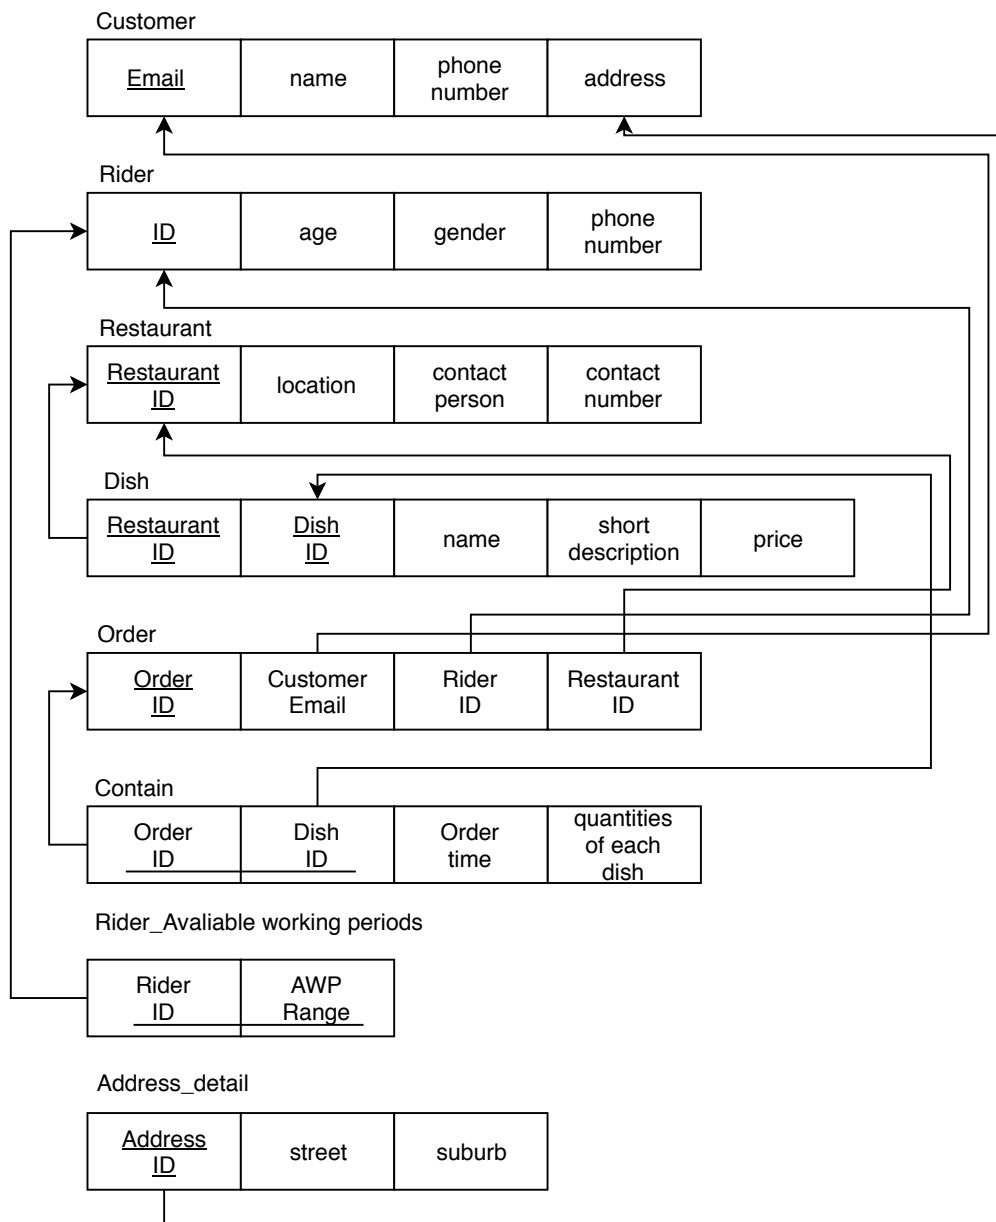 Customer
Email
name
phone
number
address
Rider
ID
age
gender
phone
number
Restaurant
Restaurant
ID
location
contact
person
contact
number
Dish
Restaurant
ID
Dish
ID
name
short
description
price
Order
Order
ID
Customer
Email
Rider
ID
Restaurant
ID
Contain
Order
ID
Dish
ID
Order
time
quantities
of each
dish
Rider_Avaliable working periods
Rider
ID
AWP
Range
Address_detail
Address
ID
street
suburb